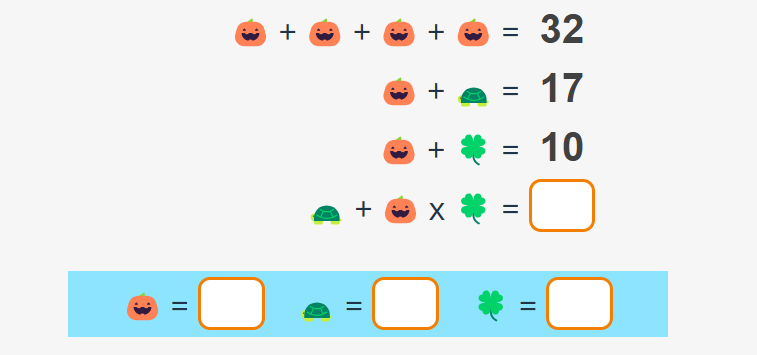 🎃 + 🎃 + 🎃 + 🎃 = 32
🎃 + 🐢 = 17
🎃 + 🍀 = 10
🐢 + 🎃 x 🍀 =
🎃 = 🐢 = 🍀 =